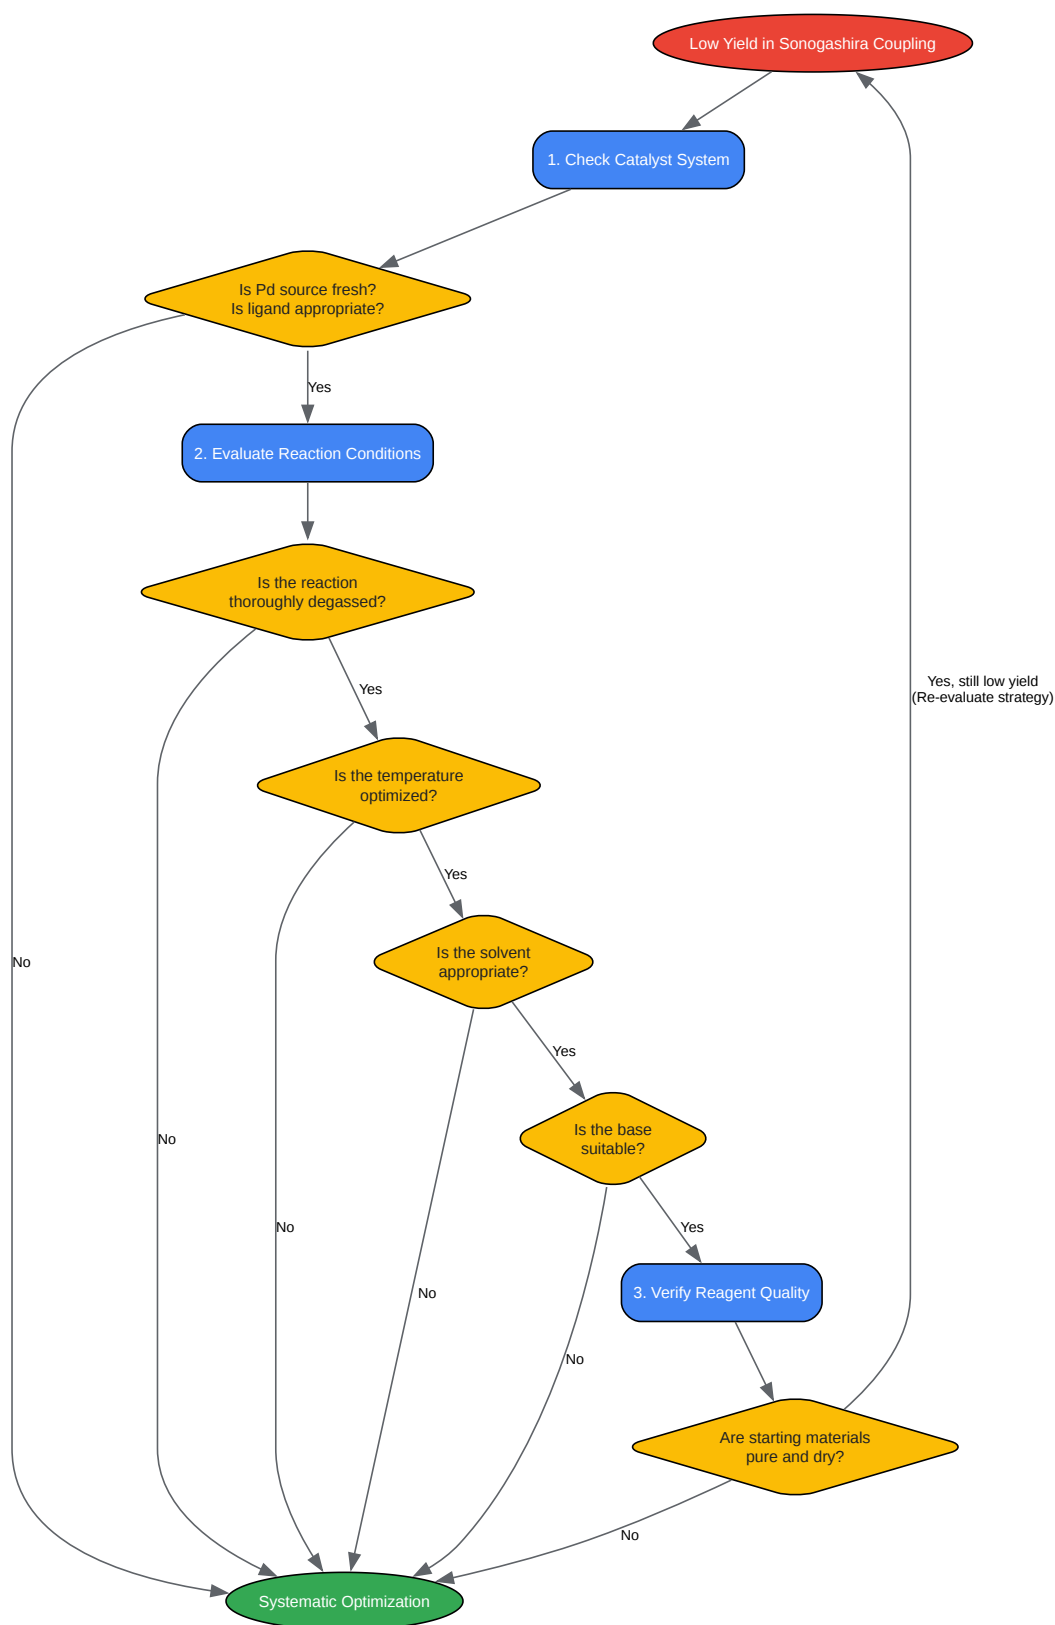 Low Yield in Sonogashira Coupling
1. Check Catalyst System
Is Pd source fresh?
Is ligand appropriate?
Yes
2. Evaluate Reaction Conditions
Is the reaction
thoroughly degassed?
Yes
Yes, still low yield
(Re-evaluate strategy)
Is the temperature
optimized?
Yes
Is the solvent
appropriate?
No
Yes
Is the base
suitable?
No
Yes
No
3. Verify Reagent Quality
No
No
Are starting materials
pure and dry?
No
Systematic Optimization